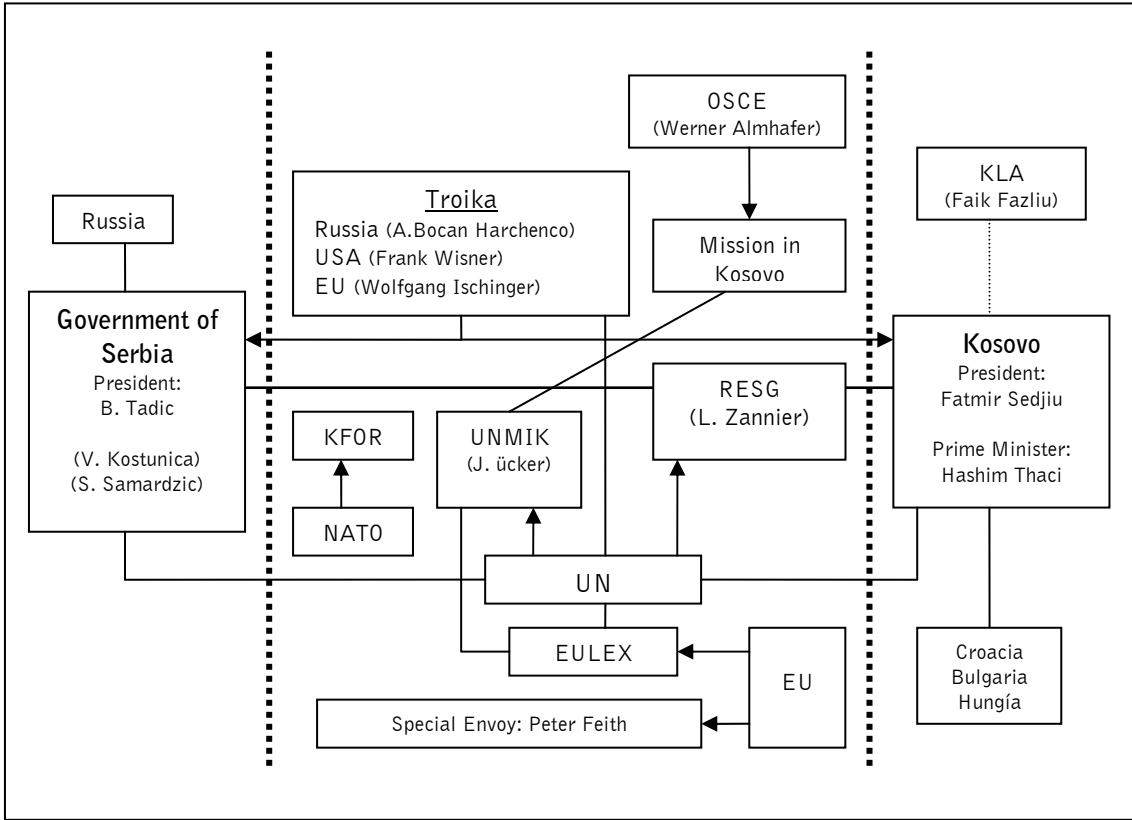 OSCE
(Werner Almhafer)
KLA
(Faik Fazliu)
Russia
Troika
Russia (A.Bocan Harchenco)
USA (Frank Wisner)
EU (Wolfgang Ischinger)
Mission in
Kosovo
Government of
Serbia
President:
B. Tadic
(V. Kostunica)
(S. Samardzic)
Kosovo
President:
Fatmir Sedjiu
Prime Minister:
Hashim Thaci
RESG
(L. Zannier)
KFOR
UNMIK
(J. ücker)
NATO
UN
EULEX
EU
Croacia
Bulgaria
Hungía
Special Envoy: Peter Feith